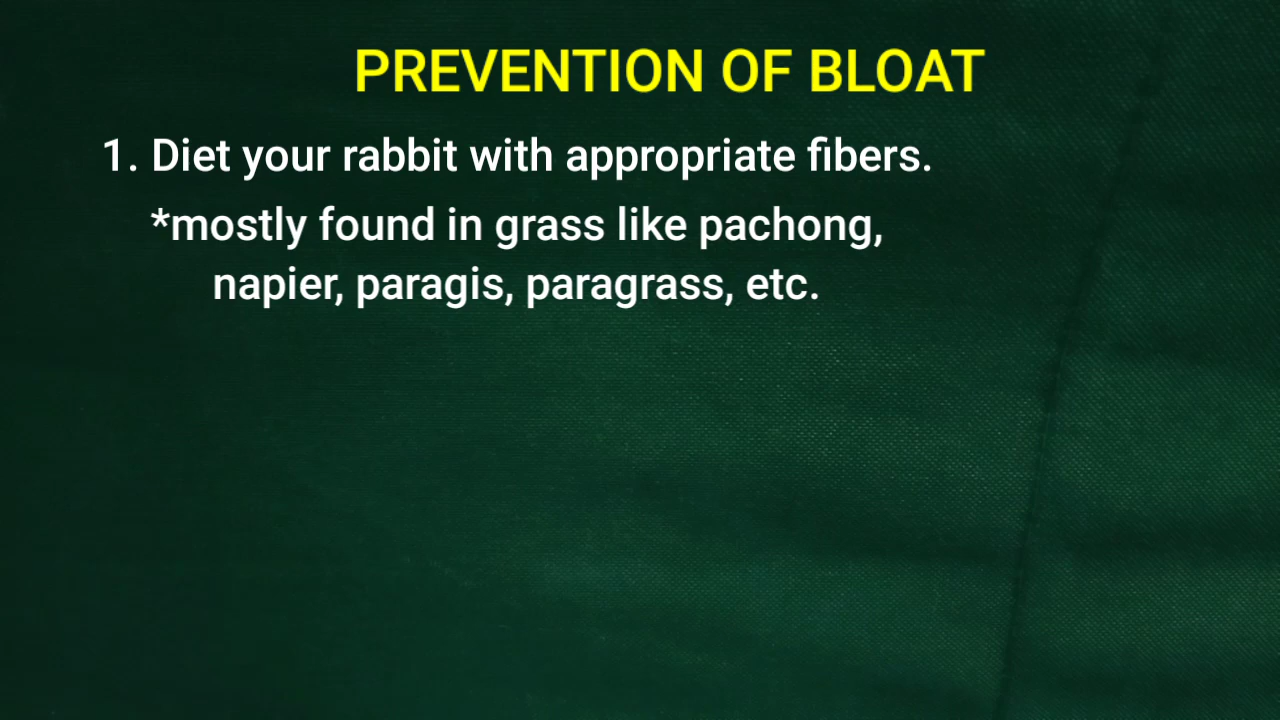 PREVENTION OF BLOAT
1. Diet your rabbit with appropriate fibers.
*mostly found in grass like pachong,
napier, paragis, paragrass, etc.